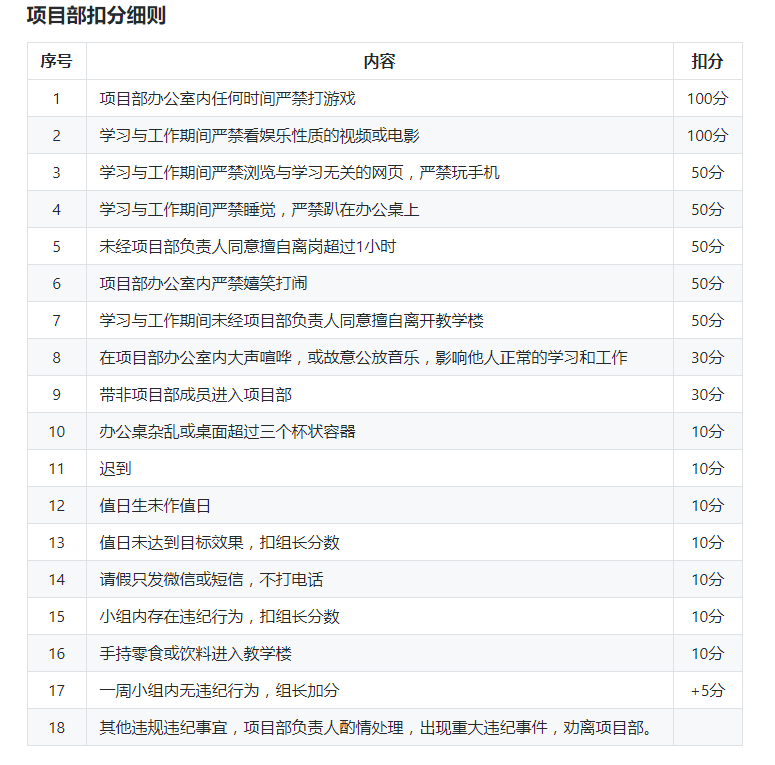 项目部扣分细则
序号 内容 扣分
1 项目部办公室内任何时间严禁打游戏 100分
2 学习与工作期间严禁看娱乐性质的视频或电影 100分
3 学习与工作期间严禁浏览与学习无关的网页，严禁玩手机 50分
4 学习与工作期间严禁睡觉，严禁趴在办公桌上 50分
5 未经项目部负责人同意擅自离岗超过1小时 50分
6 项目部办公室内严禁嬉笑打闹 50分
7 学习与工作期间未经项目部负责人同意擅自离开教学楼 50分
8 在项目部办公室内大声喧哗，或故意公放音乐，影响他人正常的学习和工作 30分
9 带非项目部成员进入项目部 30分
10 办公桌杂乱或桌面超过三个杯状容器 10分
11 迟到 10分
12 值日生未作值日 10分
13 值日未达到目标效果，扣组长分数 10分
14 请假只发微信或短信，不打电话 10分
15 小组内存在违纪行为，扣组长分数 10分
16 手持零食或饮料进入教学楼 10分
17 一周小组内无违纪行为，组长加分 +5分
18 其他违规违纪事宜，项目部负责人酌情处理，出现重大违纪事件，劝离项目部。